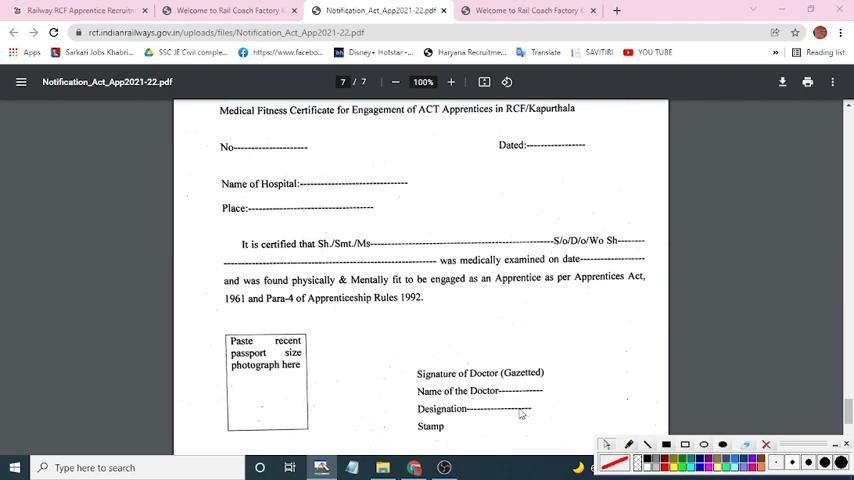 Railway RCF Apprentice Recruitm
Welcome to Rail Coach Factory K
Notification_Act_App2021-22.pdf
Welcome to Rail Coach Factory K
rcf.indianrailways.gov.in/uploads/files/Notification_Act_App2021-22.pdf
Apps
Sarkari Jobs Khabri...
SSC JE Civil comple...
https://www.facebo...
Disney+ Hotstar -...
Haryana Recruitme...
Translate
SAVITIRI
YOU TUBE
Reading list
Notification_Act_App2021-22.pdf
7 / 7
100%
Medical Fitness Certificate for Engagement of ACT Apprentices in RCF/Kapurthala
No--------------------
Dated:----------------
Name of Hospital:------------------------------
Place:----------------------------------
It is certified that Sh./Smt./Ms--------------------------------------------------S/o/D/o/Wo Sh-------
---------------------------------------------------------- was medically examined on date-----------------
and was found physically & Mentally fit to be engaged as an Apprentice as per Apprentices Act,
1961 and Para-4 of Apprenticeship Rules 1992.
Paste recent
passport size
photograph here
Signature of Doctor (Gazetted)
Name of the Doctor------------
Designation-----------------
Stamp
Type here to search